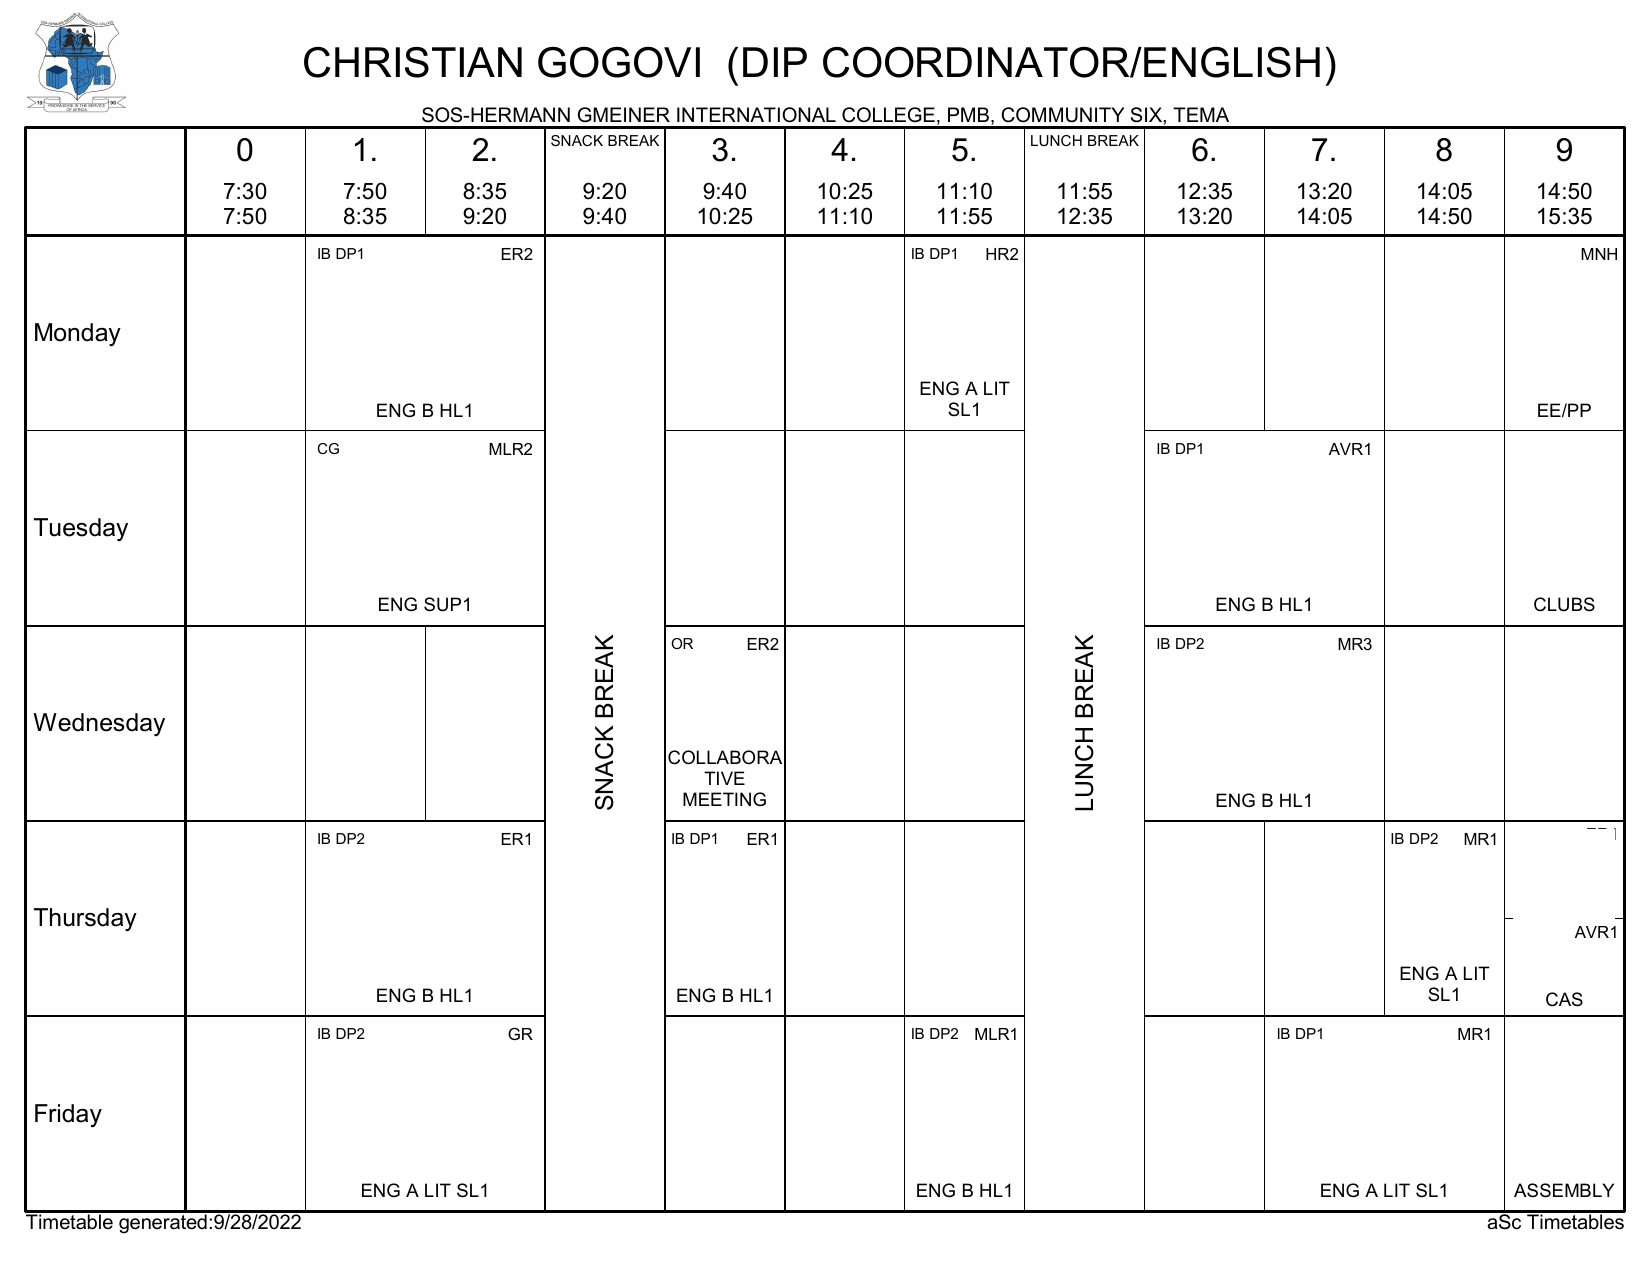 CHRISTIAN GOGOVI (DIP COORDINATOR/ENGLISH)
SOS-HERMANN GMEINER INTERNATIONAL COLLEGE, PMB, COMMUNITY SIX, TEMA
0 1. 2. SNACK BREAK 3. 4. 5. LUNCH BREAK 6. 7. 8 9
7:30 7:50 8:35 9:20 9:40 10:25 11:10 11:55 12:35 13:20 14:05 14:50
7:50 8:35 9:20 9:40 10:25 11:10 11:55 12:35 13:20 14:05 14:50 15:35
Monday
IB DP1 ER2
ENG B HL1
IB DP1 HR2
ENG A LIT
SL1
MNH
EE/PP
Tuesday
CG MLR2
ENG SUP1
IB DP1 AVR1
ENG B HL1
CLUBS
SNACK BREAK
LUNCH BREAK
Wednesday
OR ER2
COLLABORA
TIVE
MEETING
IB DP2 MR3
ENG B HL1
Thursday
IB DP2 ER1
ENG B HL1
IB DP1 ER1
ENG B HL1
IB DP2 MR1
ENG A LIT
SL1
AVR1
CAS
Friday
IB DP2 GR
ENG A LIT SL1
IB DP2 MLR1
ENG B HL1
IB DP1 MR1
ENG A LIT SL1
ASSEMBLY
Timetable generated:9/28/2022
aSc Timetables